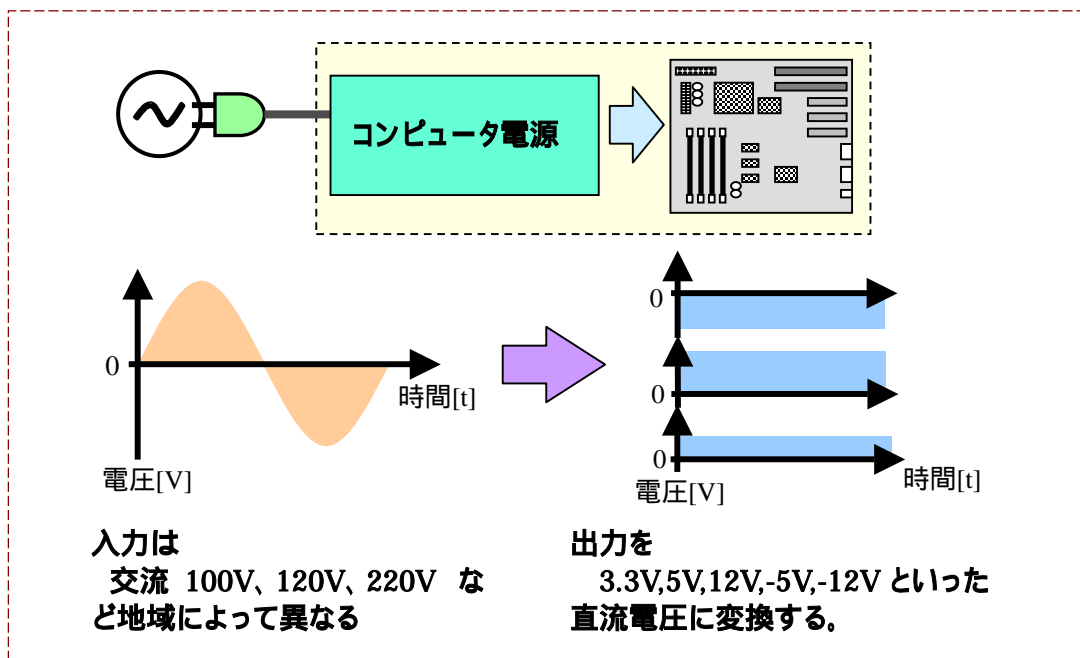 コンピュータ電源
0
時間[t]
電圧[V]
0
0
0
時間[t]
電圧[V]
入力は
交流 100V、120V、220V な
ど地域によって異なる
出力を
3.3V,5V,12V,-5V,-12V といった
直流電圧に変換する。